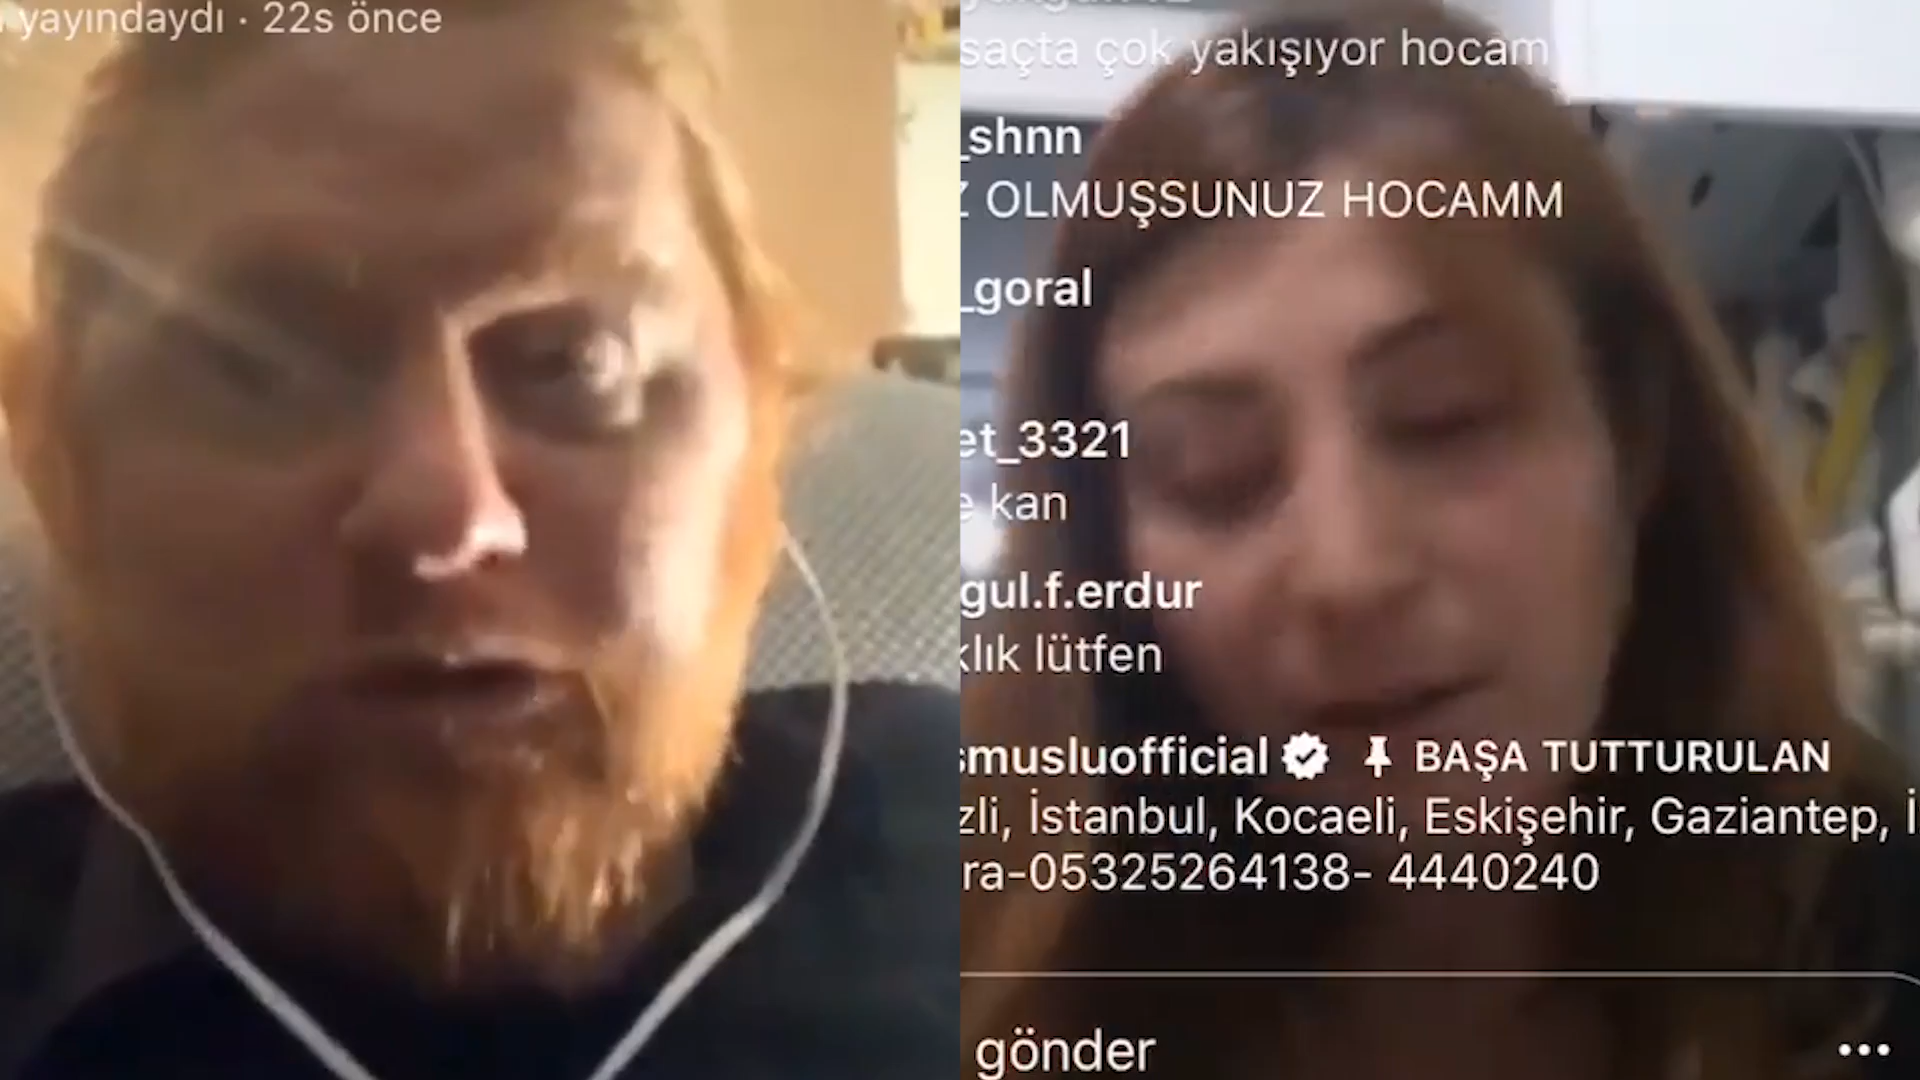 yayındaydı · 22s önce
saçta çok yakışıyor hocam
_shnn
OLMUŞSUNUZ HOCAMM
_goral
et_3321
e kan
gul.f.erdur
klık lütfen
smusluofficial BAŞA TUTTURULAN
zli, İstanbul, Kocaeli, Eskişehir, Gaziantep, İ
ra-05325264138- 4440240
gönder